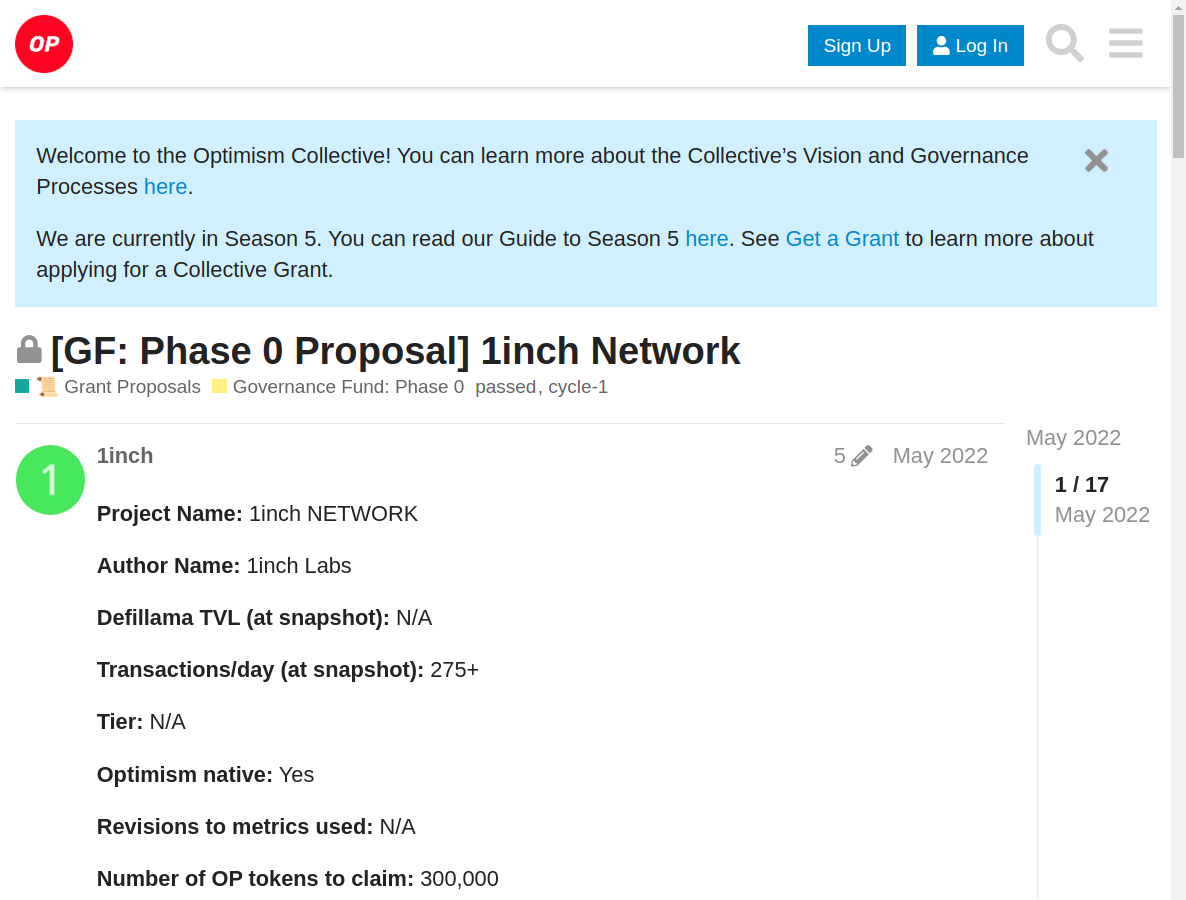 OP
Sign Up
Log In
Welcome to the Optimism Collective! You can learn more about the Collective’s Vision and Governance
Processes here.
We are currently in Season 5. You can read our Guide to Season 5 here. See Get a Grant to learn more about
applying for a Collective Grant.
[GF: Phase 0 Proposal] 1inch Network
📜 Grant Proposals Governance Fund: Phase 0 passed, cycle-1
1
1inch
5
May 2022
Project Name: 1inch NETWORK
Author Name: 1inch Labs
Defillama TVL (at snapshot): N/A
Transactions/day (at snapshot): 275+
Tier: N/A
Optimism native: Yes
Revisions to metrics used: N/A
Number of OP tokens to claim: 300,000
May 2022
1 / 17
May 2022